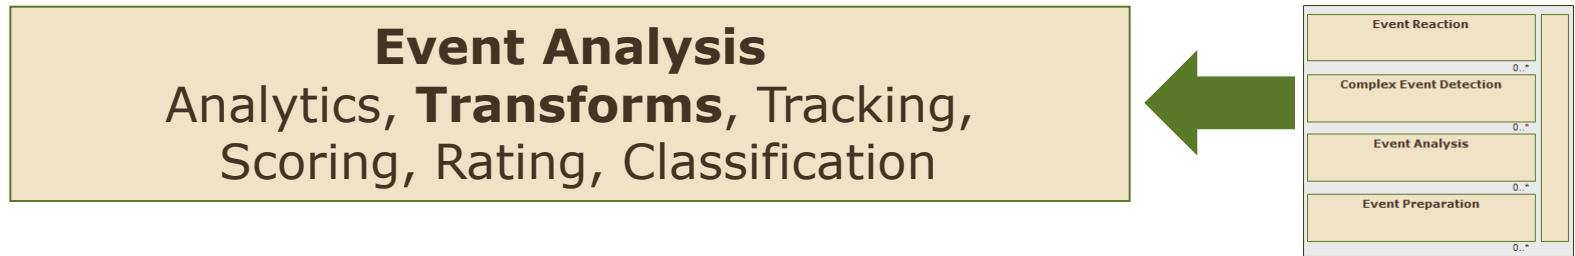 Event Analysis
Analytics, Transforms, Tracking,
Scoring, Rating, Classification
Event Reaction
0..*
Complex Event Detection
0..*
Event Analysis
0..*
Event Preparation
0..*